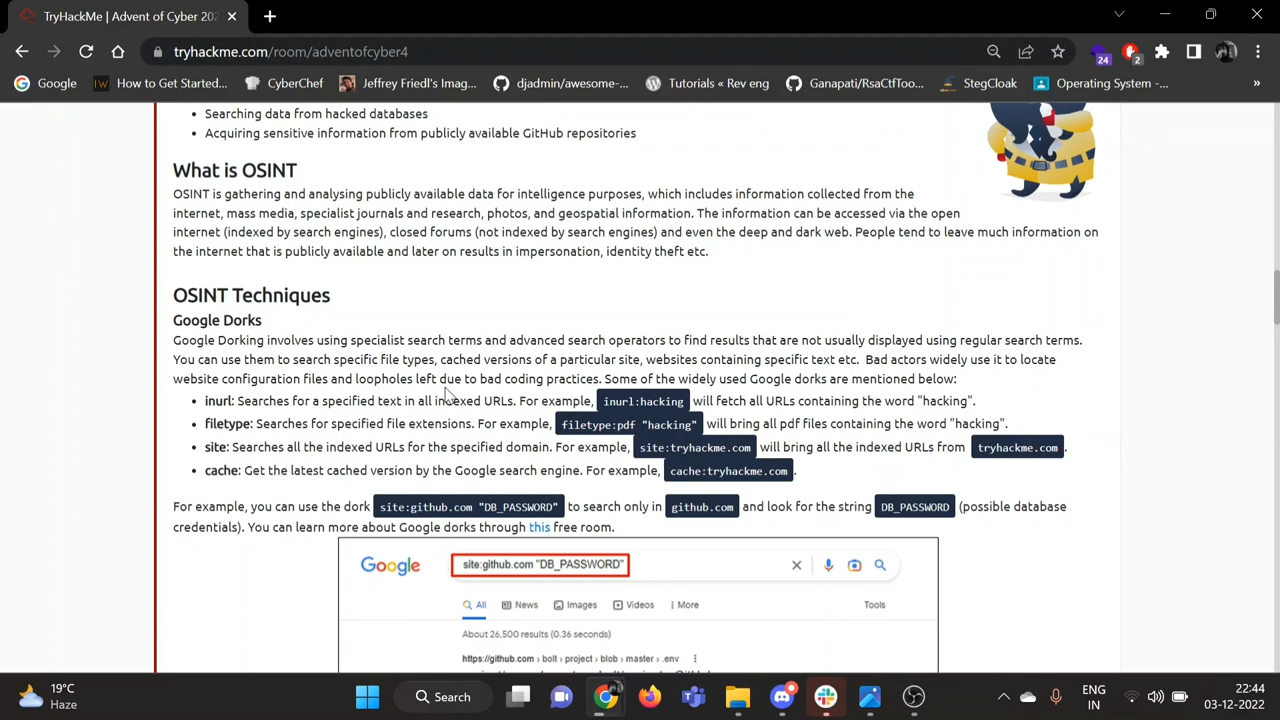 TryHackMe | Advent of Cyber 202
tryhackme.com/room/adventofcyber4
24
2
Google
How to Get Started...
CyberChef
Jeffrey Friedl's Imag...
djadmin/awesome-...
Tutorials « Rev eng
Ganapati/RsaCtfToo...
StegCloak
Operating System -...
»
• Searching data from hacked databases
• Acquiring sensitive information from publicly available GitHub repositories
What is OSINT
OSINT is gathering and analysing publicly available data for intelligence purposes, which includes information collected from the
internet, mass media, specialist journals and research, photos, and geospatial information. The information can be accessed via the open
internet (indexed by search engines), closed forums (not indexed by search engines) and even the deep and dark web. People tend to leave much information on
the internet that is publicly available and later on results in impersonation, identity theft etc.
OSINT Techniques
Google Dorks
Google Dorking involves using specialist search terms and advanced search operators to find results that are not usually displayed using regular search terms.
You can use them to search specific file types, cached versions of a particular site, websites containing specific text etc. Bad actors widely use it to locate
website configuration files and loopholes left due to bad coding practices. Some of the widely used Google dorks are mentioned below:
• inurl: Searches for a specified text in all indexed URLs. For example, inurl:hacking will fetch all URLs containing the word "hacking".
• filetype: Searches for specified file extensions. For example, filetype:pdf "hacking" will bring all pdf files containing the word "hacking".
• site: Searches all the indexed URLs for the specified domain. For example, site:tryhackme.com will bring all the indexed URLs from tryhackme.com.
• cache: Get the latest cached version by the Google search engine. For example, cache:tryhackme.com.
For example, you can use the dork site:github.com "DB_PASSWORD" to search only in github.com and look for the string DB_PASSWORD (possible database
credentials). You can learn more about Google dorks through this free room.
Google site:github.com "DB_PASSWORD"
All News Images Videos More Tools
About 26,500 results (0.36 seconds)
https://github.com › bolt › project › blob › master › .env
19°C
Haze
Search
ENG
IN
22:44
03-12-2022